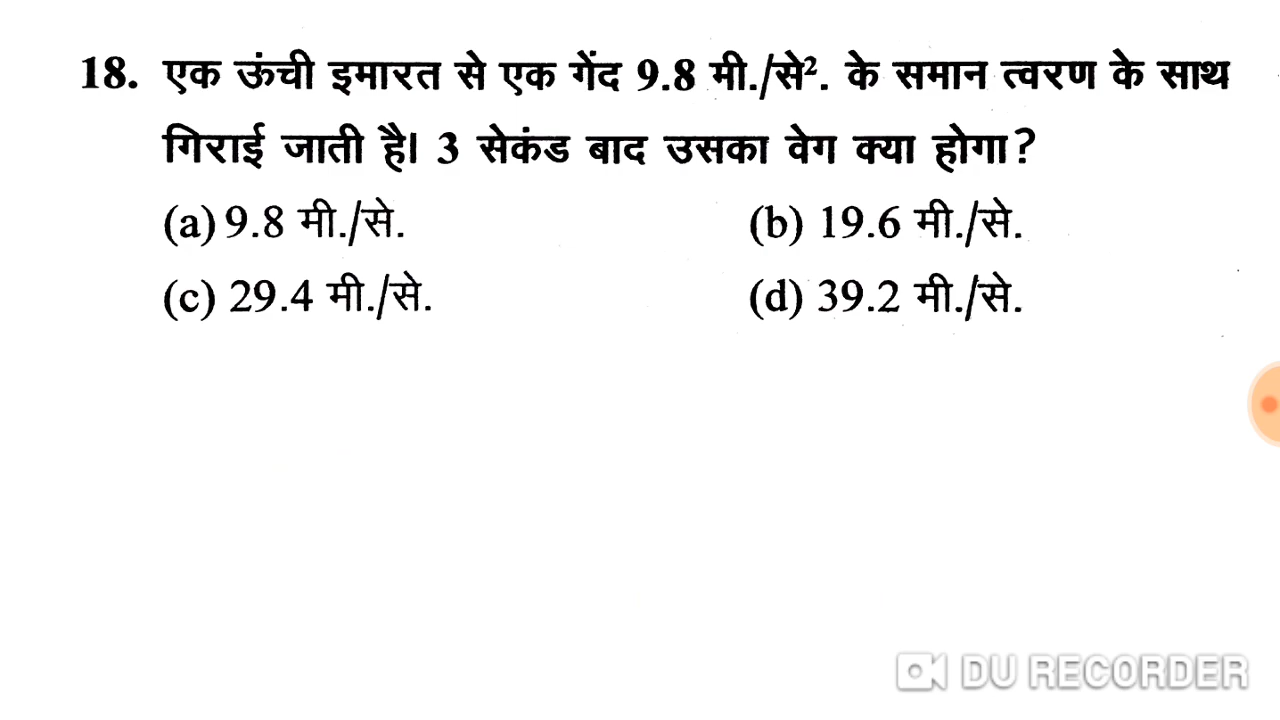 18. एक ऊंची इमारत से एक गेंद 9.8 मी./से². के समान त्वरण के साथ
गिराई जाती है। 3 सेकंड बाद उसका वेग क्या होगा?
(a) 9.8 मी./से. (b) 19.6 मी./से.
(c) 29.4 मी./से. (d) 39.2 मी./से.
DU RECORDER